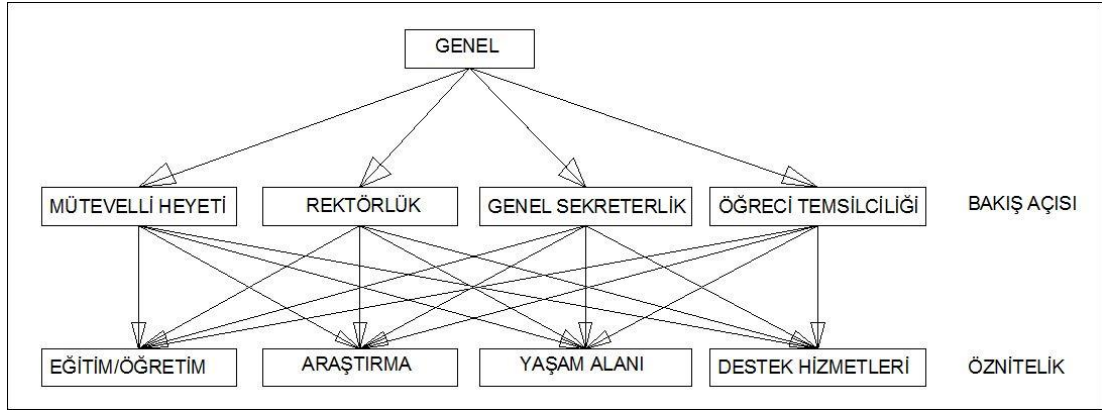 GENEL
MÜTEVELLİ HEYETİ REKTÖRLÜK GENEL SEKRETERLİK ÖĞRECİ TEMSİLCİLİĞİ BAKIŞ AÇISI
EĞİTİM/ÖĞRETİM ARAŞTIRMA YAŞAM ALANI DESTEK HİZMETLERİ ÖZNİTELİK